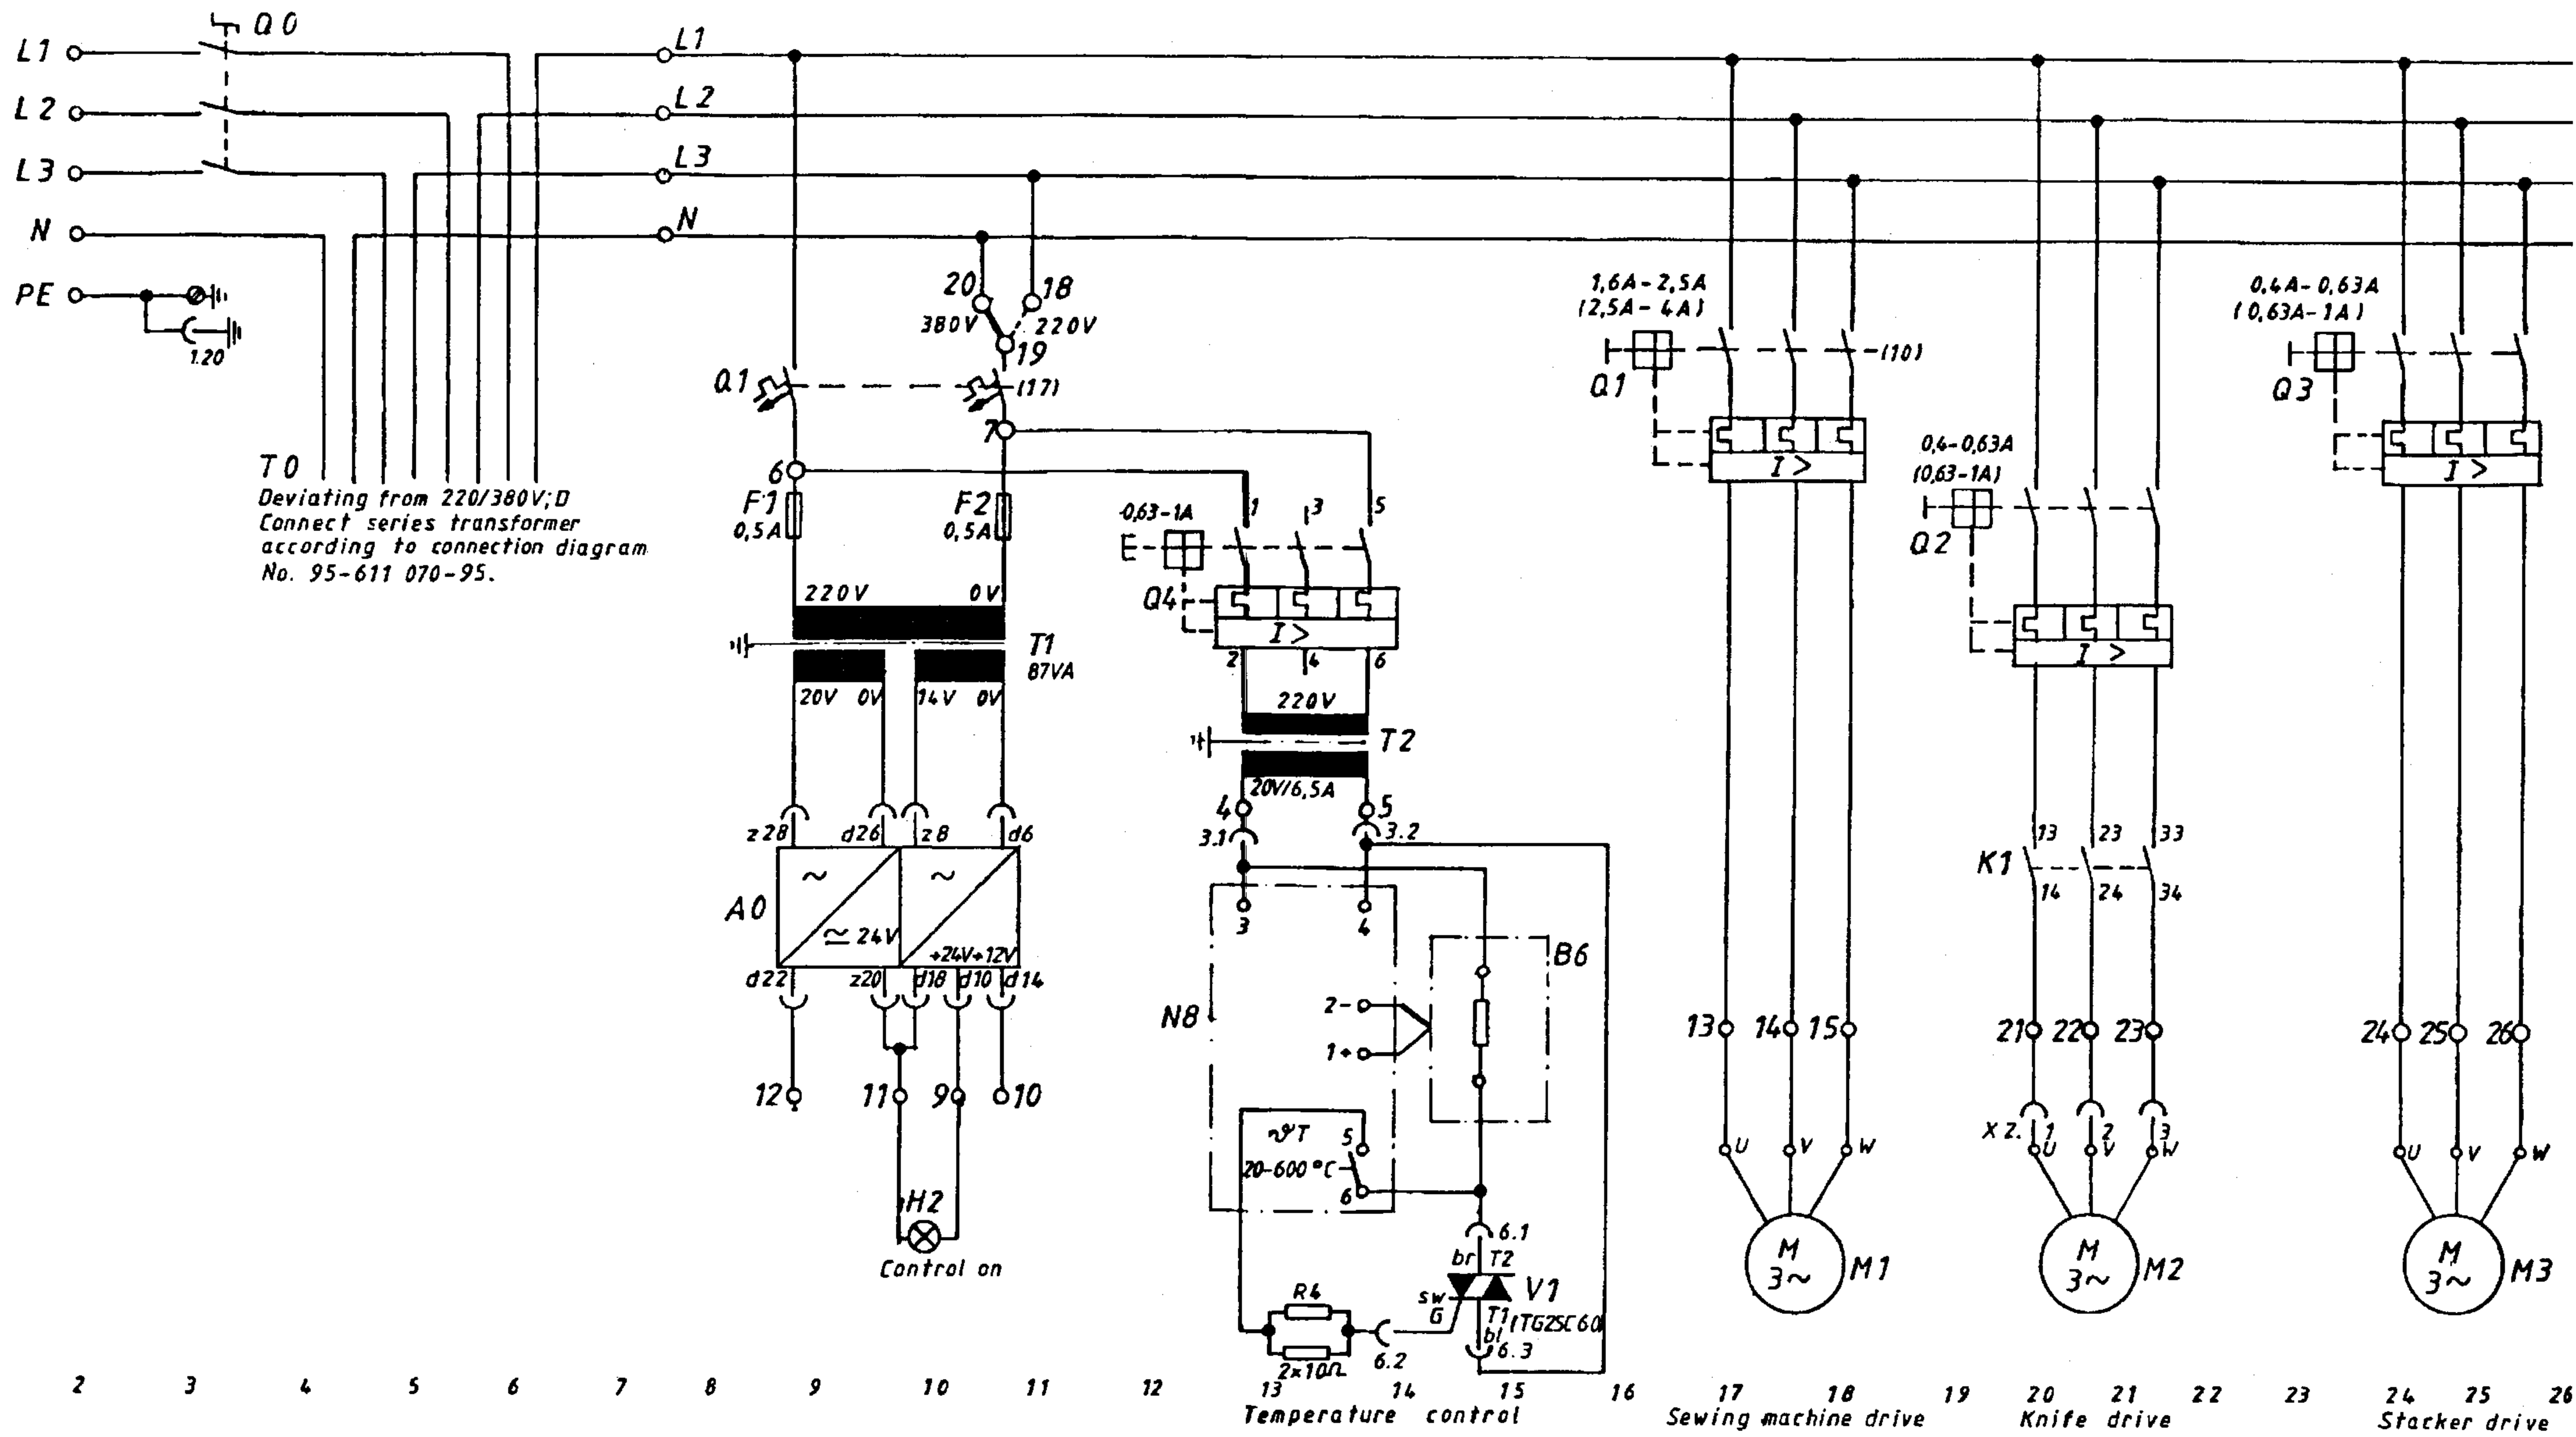 Q0
L1
L1
L2
L2
L3
L3
N
N
PE
1.20
20
18
380V
220V
19
Q1
(17)
7
6
T0
Deviating from 220/380V; D
Connect series transformer
according to connection diagram
No. 95-611 070-95.
F1
0,5A
F2
0,5A
220V
0V
T1
87VA
20V
0V
14V
0V
z28
d26
z8
d6
A0
~
≃ 24V
~
+24V+12V
d22
z20
d18
d10
d14
12
11
9
10
H2
Control on
0,63-1A
1
3
5
Q4
I >
2
4
6
220V
T2
20V/6,5A
4
5
3.1
3.2
3
4
B6
N8
2-
1+
ϑT
5
20-600°C
6
6.1
br
T2
V1
sw
G
T1
(TG25C60)
bl
6.3
R4
2x10Ω
6.2
1,6A-2,5A
(2,5A-4A)
(10)
Q1
I >
13
14
15
U
V
W
M
3~
M1
0,4-0,63A
(0,63-1A)
Q2
I >
13
23
33
K1
14
24
34
21
22
23
X2.
1
2
3
U
V
W
M
3~
M2
0,4A-0,63A
(0,63A-1A)
Q3
I >
24
25
26
U
V
W
M
3~
M3
2 3 4 5 6 7 8 9 10 11 12 13 14 15 16 17 18 19 20 21 22 23 24 25 26
Temperature control
Sewing machine drive
Knife drive
Stacker drive